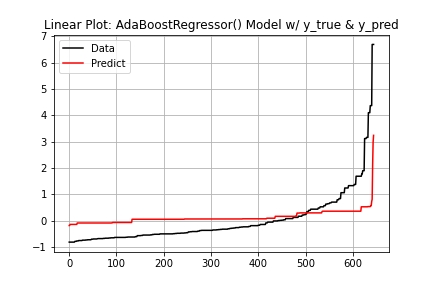 Linear Plot: AdaBoostRegressor() Model w/ y_true & y_pred
Data
Predict
7
6
5
4
3
2
1
0
−1
0 100 200 300 400 500 600